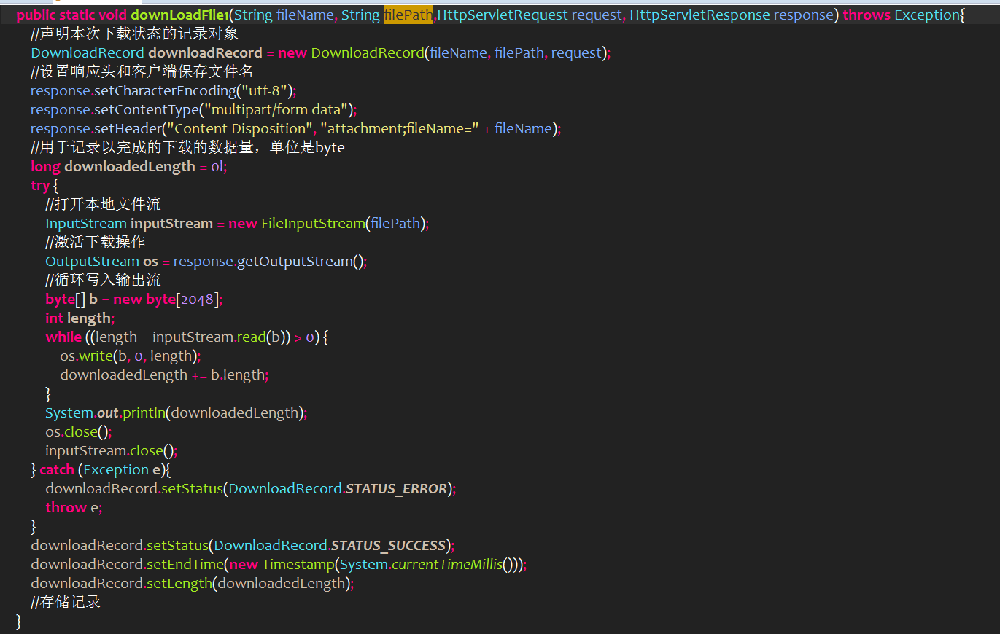 public static void downLoadFile1(String fileName, String filePath,HttpServletRequest request, HttpServletResponse response) throws Exception{
//声明本次下载状态的记录对象
DownloadRecord downloadRecord = new DownloadRecord(fileName, filePath, request);
//设置响应头和客户端保存文件名
response.setCharacterEncoding("utf-8");
response.setContentType("multipart/form-data");
response.setHeader("Content-Disposition", "attachment;fileName=" + fileName);
//用于记录以完成的下载的数据量，单位是byte
long downloadedLength = 0l;
try {
//打开本地文件流
InputStream inputStream = new FileInputStream(filePath);
//激活下载操作
OutputStream os = response.getOutputStream();
//循环写入输出流
byte[] b = new byte[2048];
int length;
while ((length = inputStream.read(b)) > 0) {
os.write(b, 0, length);
downloadedLength += b.length;
}
System.out.println(downloadedLength);
os.close();
inputStream.close();
} catch (Exception e){
downloadRecord.setStatus(DownloadRecord.STATUS_ERROR);
throw e;
}
downloadRecord.setStatus(DownloadRecord.STATUS_SUCCESS);
downloadRecord.setEndTime(new Timestamp(System.currentTimeMillis()));
downloadRecord.setLength(downloadedLength);
//存储记录
}